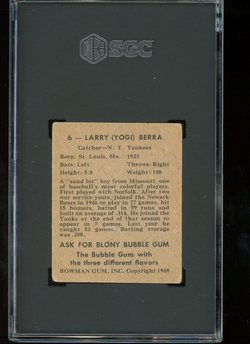 SGC
6 — LARRY (YOGI) BERRA
Catcher—N. Y. Yankees
Born: St. Louis, Mo. 1925
Bats: Left Throws: Right
Height: 5-8 Weight: 180
A "sand lot" boy from Missouri, one
of baseball's most colorful players.
First played with Norfolk. After two
war service years, joined the Newark
Bears in 1946 to play in 77 games, hit
15 homers, batted in 59 runs and
built an average of .314. He joined the
Yanks at the end of that season to
appear in 7 games. Last year he
caught 83 games. Batting average
was .280.
ASK FOR BLONY BUBBLE GUM
The Bubble Gum with
the three different flavors
BOWMAN GUM, INC. Copyright 1948